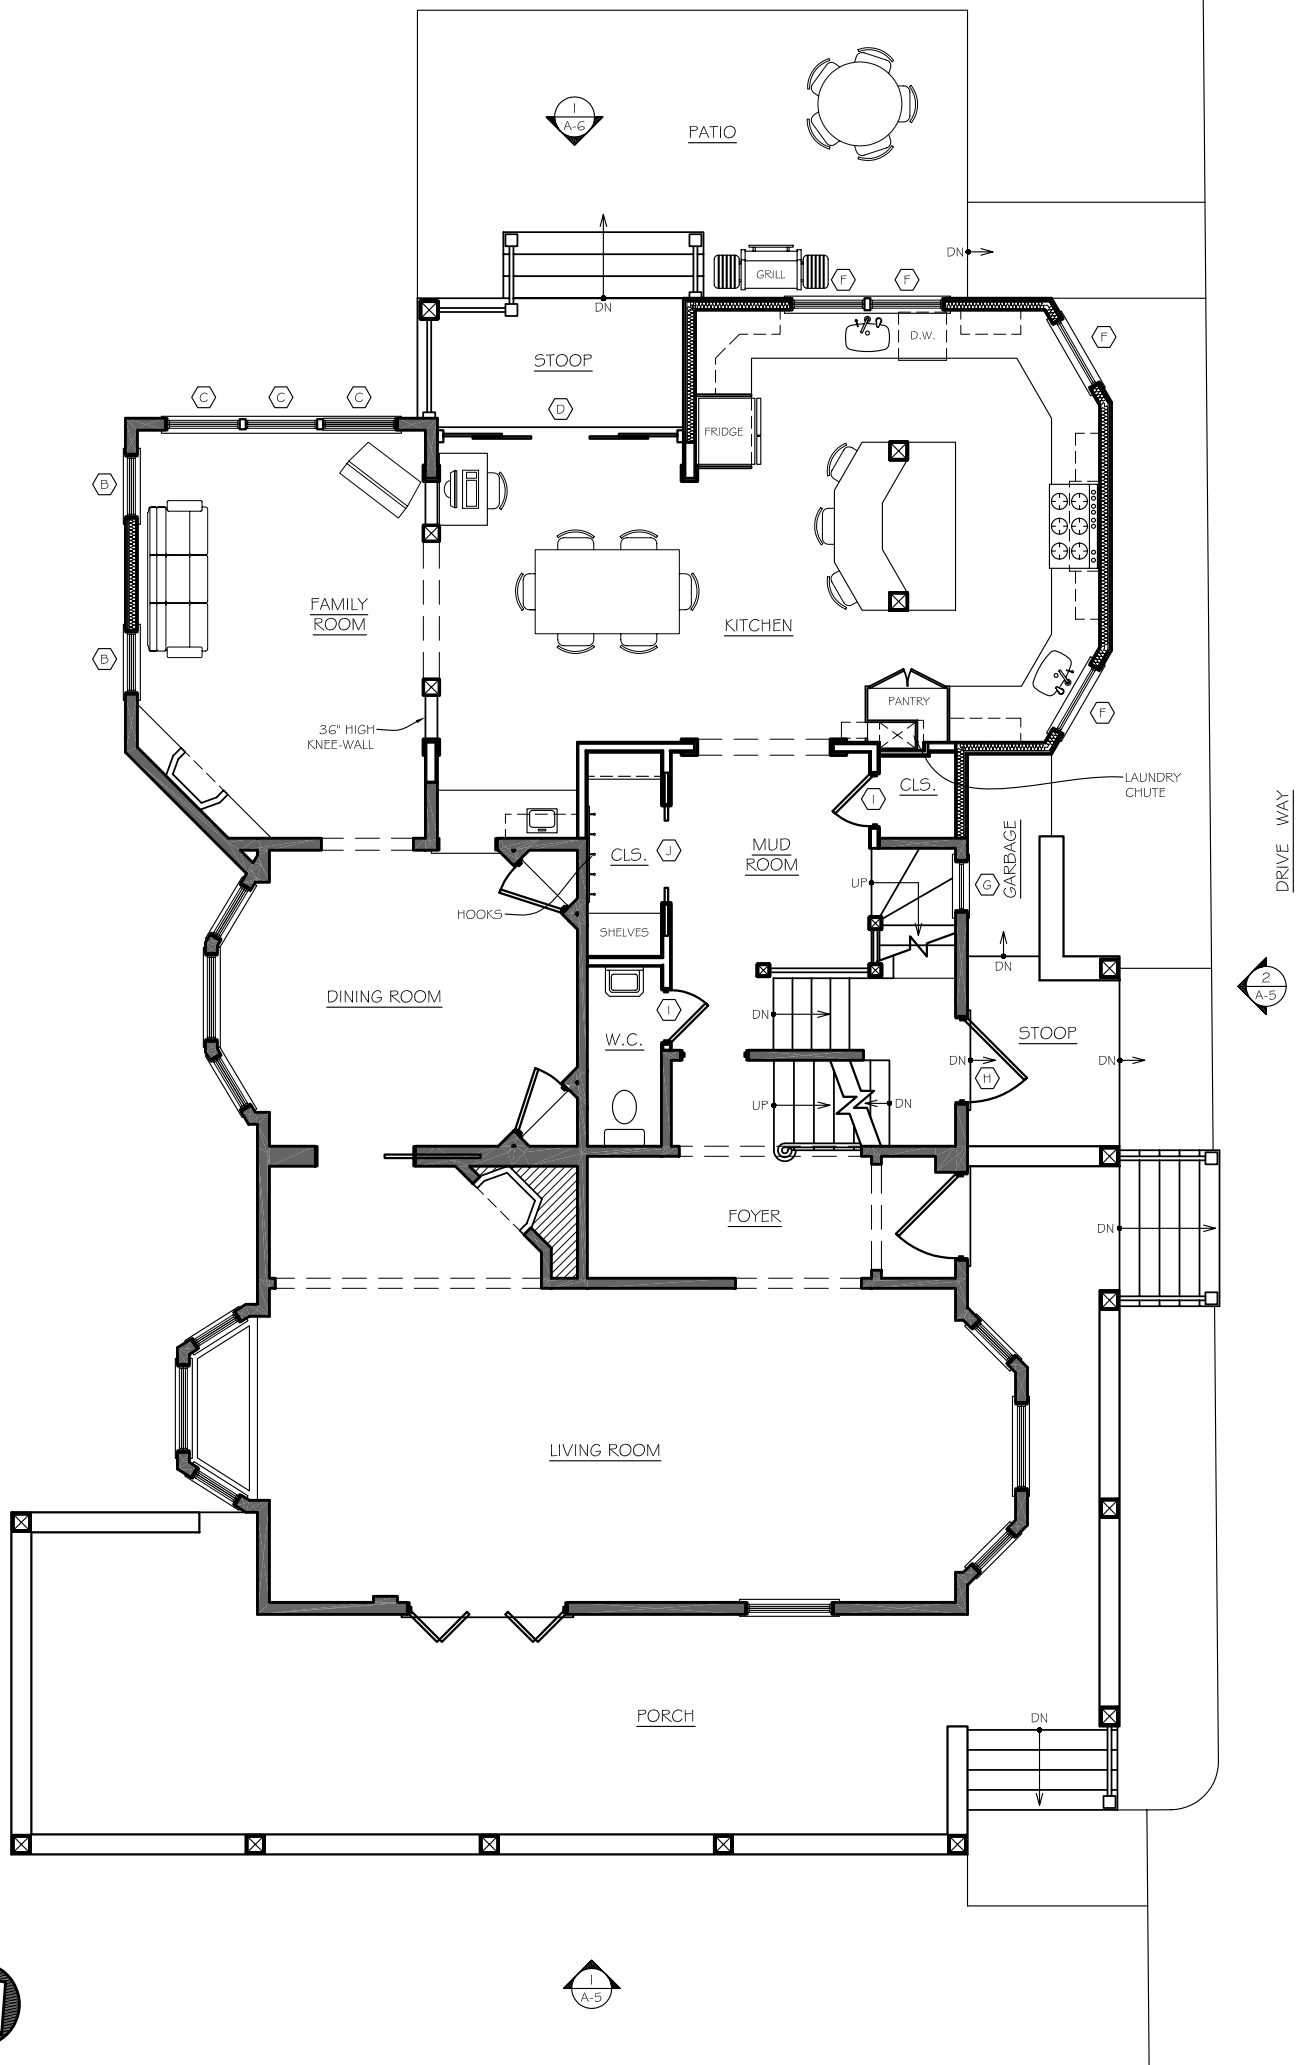 1
A-6
PATIO
DN
GRILL
F
F
DN
D.W.
F
STOOP
C
C
C
D
FRIDGE
B
FAMILY
ROOM
KITCHEN
B
PANTRY
F
36" HIGH
KNEE-WALL
LAUNDRY
CHUTE
CLS.
I
DRIVE WAY
GARBAGE
MUD
ROOM
CLS.
J
UP
G
HOOKS
SHELVES
DN
2
A-5
DINING ROOM
I
DN
W.C.
STOOP
DN
DN
H
UP
DN
FOYER
DN
LIVING ROOM
PORCH
DN
1
A-5